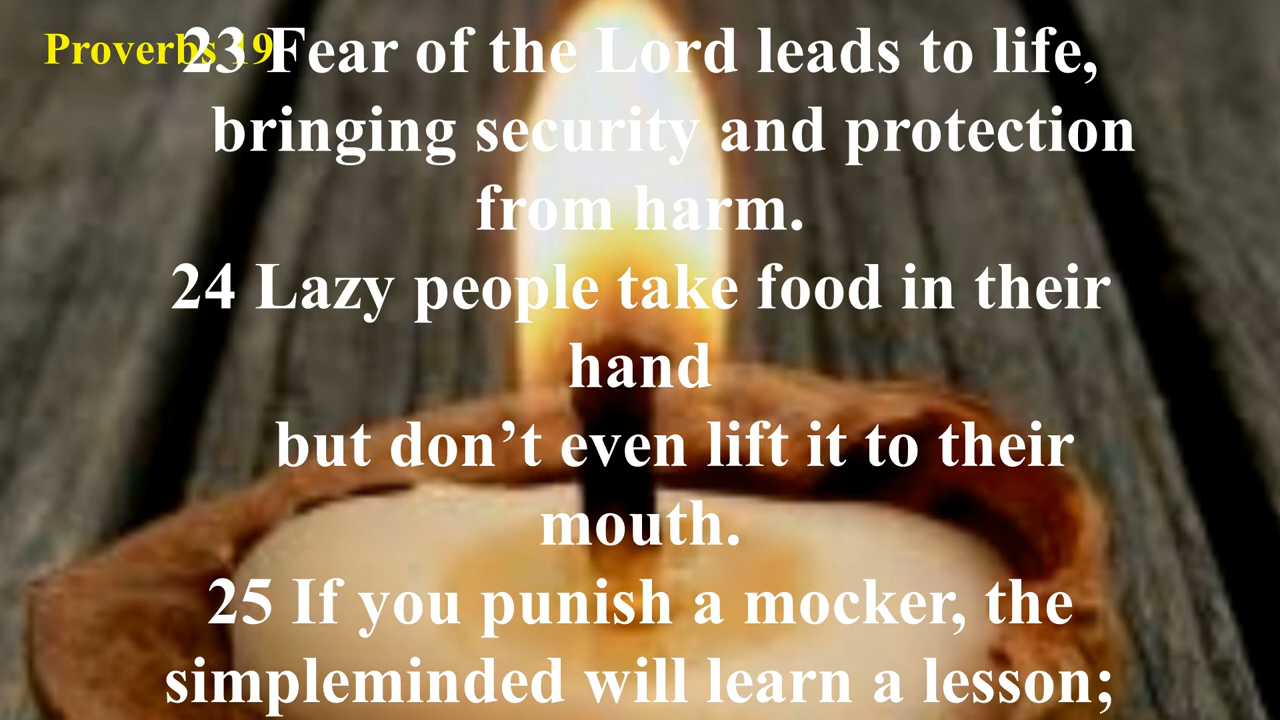 Proverbs 19
23 Fear of the Lord leads to life,
bringing security and protection
from harm.
24 Lazy people take food in their
hand
but don’t even lift it to their
mouth.
25 If you punish a mocker, the
simpleminded will learn a lesson;